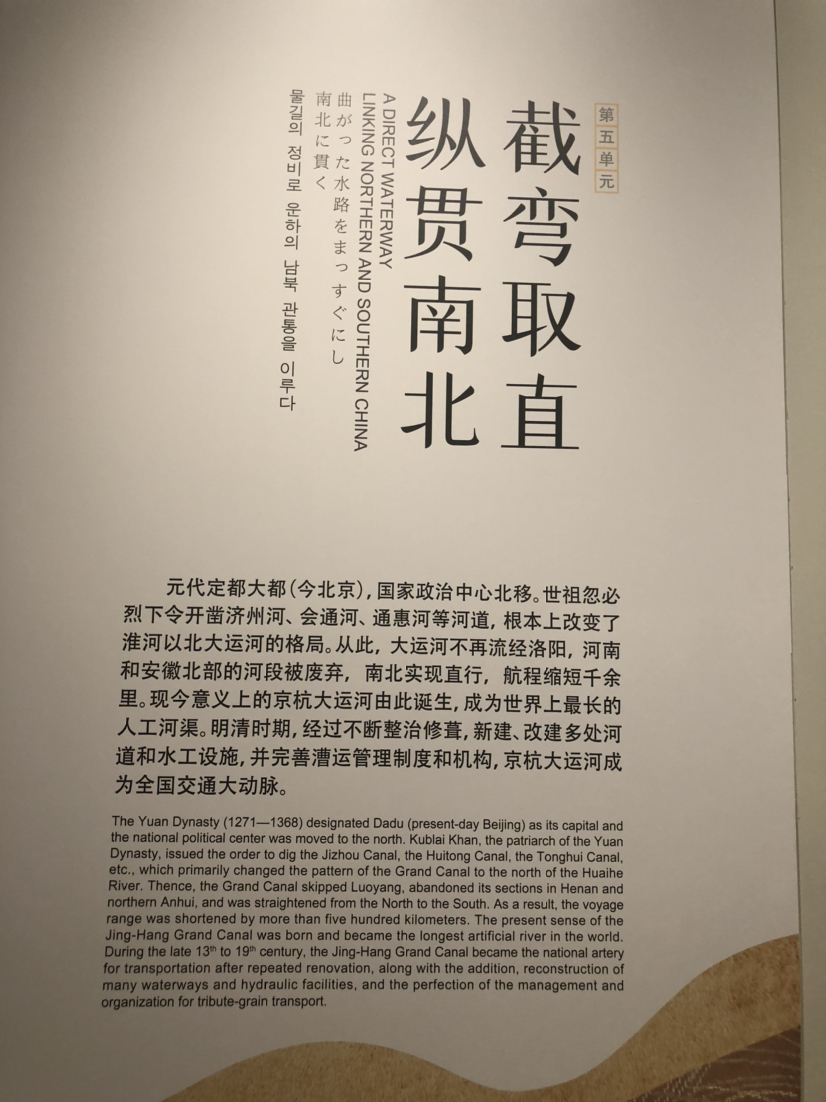 第五单元
截弯取直
纵贯南北
A DIRECT WATERWAY
LINKING NORTHERN AND SOUTHERN CHINA
曲がった水路をまっすぐにし
南北に貫く
물길의 정비로 운하의 남북 관통을 이루다
元代定都大都(今北京),国家政治中心北移。世祖忽必
烈下令开凿济州河、会通河、通惠河等河道,根本上改变了
淮河以北大运河的格局。从此,大运河不再流经洛阳,河南
和安徽北部的河段被废弃,南北实现直行,航程缩短千余
里。现今意义上的京杭大运河由此诞生,成为世界上最长的
人工河渠。明清时期,经过不断整治修葺,新建、改建多处河
道和水工设施,并完善漕运管理制度和机构,京杭大运河成
为全国交通大动脉。
The Yuan Dynasty (1271—1368) designated Dadu (present-day Beijing) as its capital and
the national political center was moved to the north. Kublai Khan, the patriarch of the Yuan
Dynasty, issued the order to dig the Jizhou Canal, the Huitong Canal, the Tonghui Canal,
etc., which primarily changed the pattern of the Grand Canal to the north of the Huaihe
River. Thence, the Grand Canal skipped Luoyang, abandoned its sections in Henan and
northern Anhui, and was straightened from the North to the South. As a result, the voyage
range was shortened by more than five hundred kilometers. The present sense of the
Jing-Hang Grand Canal was born and became the longest artificial river in the world.
During the late 13th to 19th century, the Jing-Hang Grand Canal became the national artery
for transportation after repeated renovation, along with the addition, reconstruction of
many waterways and hydraulic facilities, and the perfection of the management and
organization for tribute-grain transport.